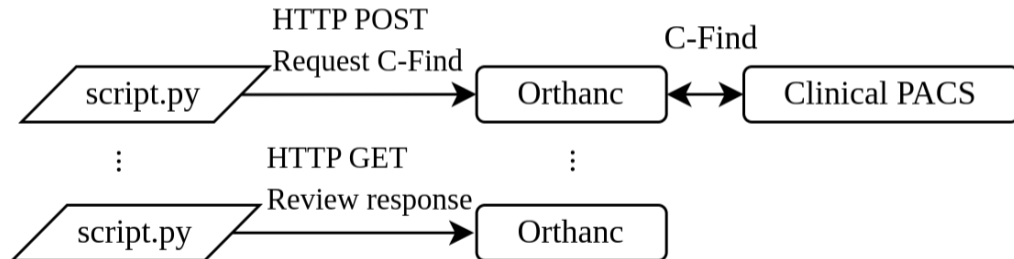 HTTP POST
Request C-Find
C-Find
script.py
Orthanc
Clinical PACS
⋮
⋮
HTTP GET
Review response
script.py
Orthanc